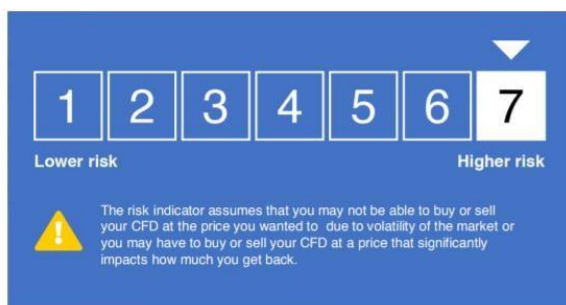 1 2 3 4 5 6 7
Lower risk Higher risk
The risk indicator assumes that you may not be able to buy or sell
your CFD at the price you wanted to due to volatility of the market or
you may have to buy or sell your CFD at a price that significantly
impacts how much you get back.